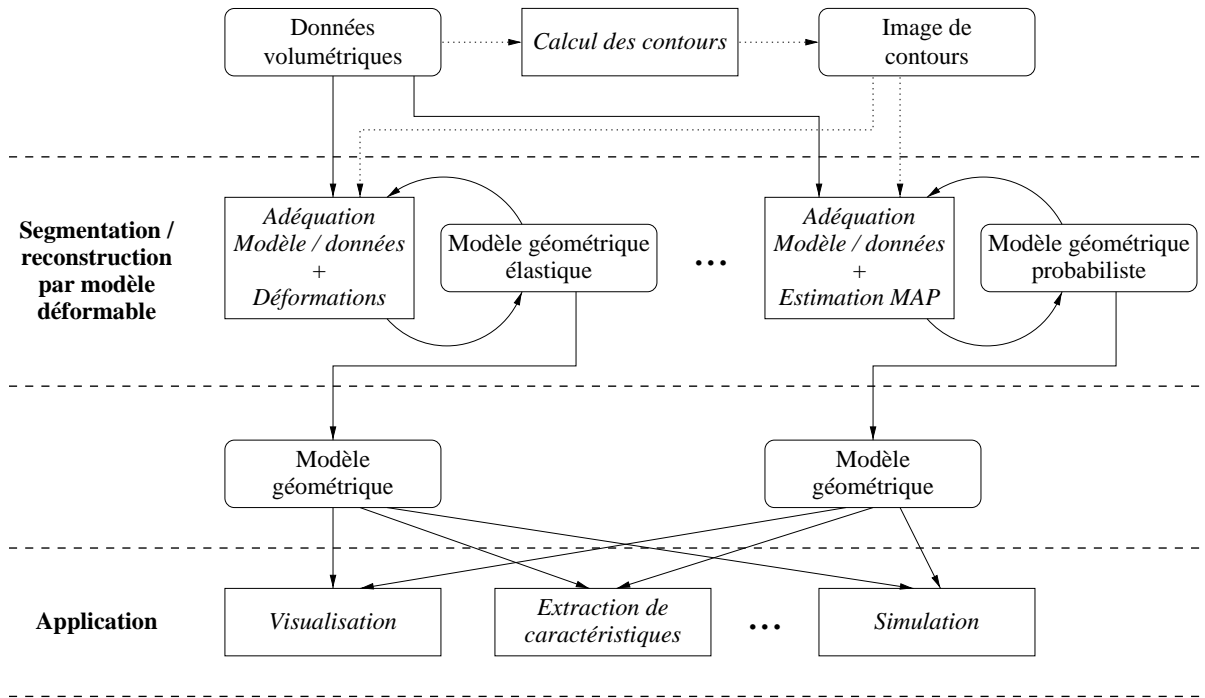 Données
volumétriques
Calcul des contours
Image de
contours
Segmentation /
reconstruction
par modèle
déformable
Adéquation
Modèle / données
+
Déformations
Modèle géométrique
élastique
...
Adéquation
Modèle / données
+
Estimation MAP
Modèle géométrique
probabiliste
Modèle
géométrique
Modèle
géométrique
Application
Visualisation
Extraction de
caractéristiques
...
Simulation